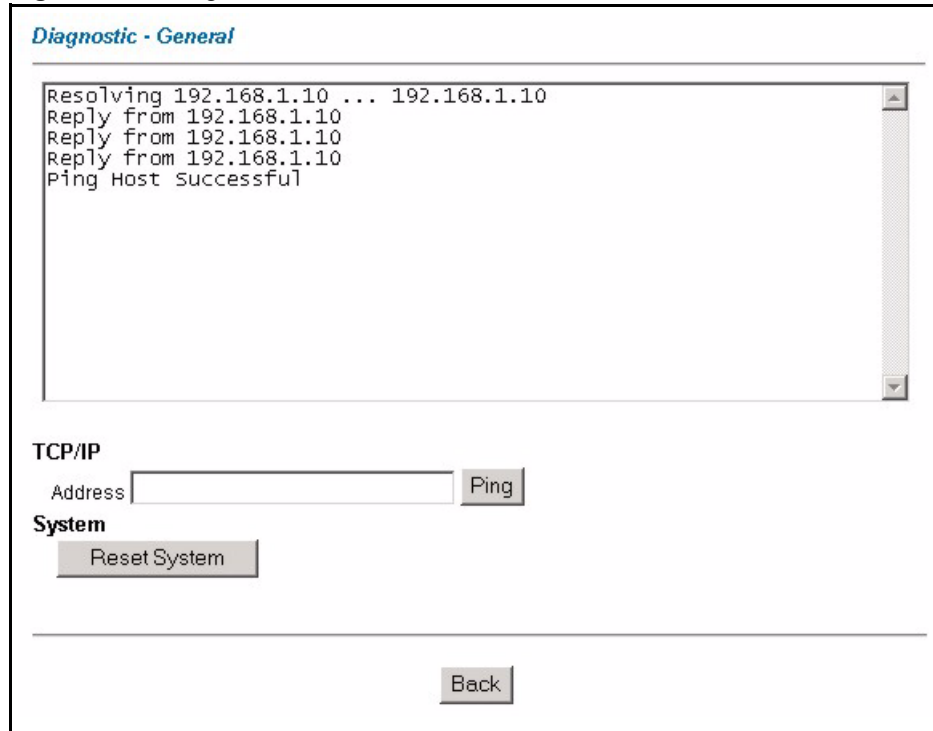 Diagnostic - General
Resolving 192.168.1.10 ... 192.168.1.10
Reply from 192.168.1.10
Reply from 192.168.1.10
Reply from 192.168.1.10
Ping Host Successful
TCP/IP
Address Ping
System
Reset System
Back